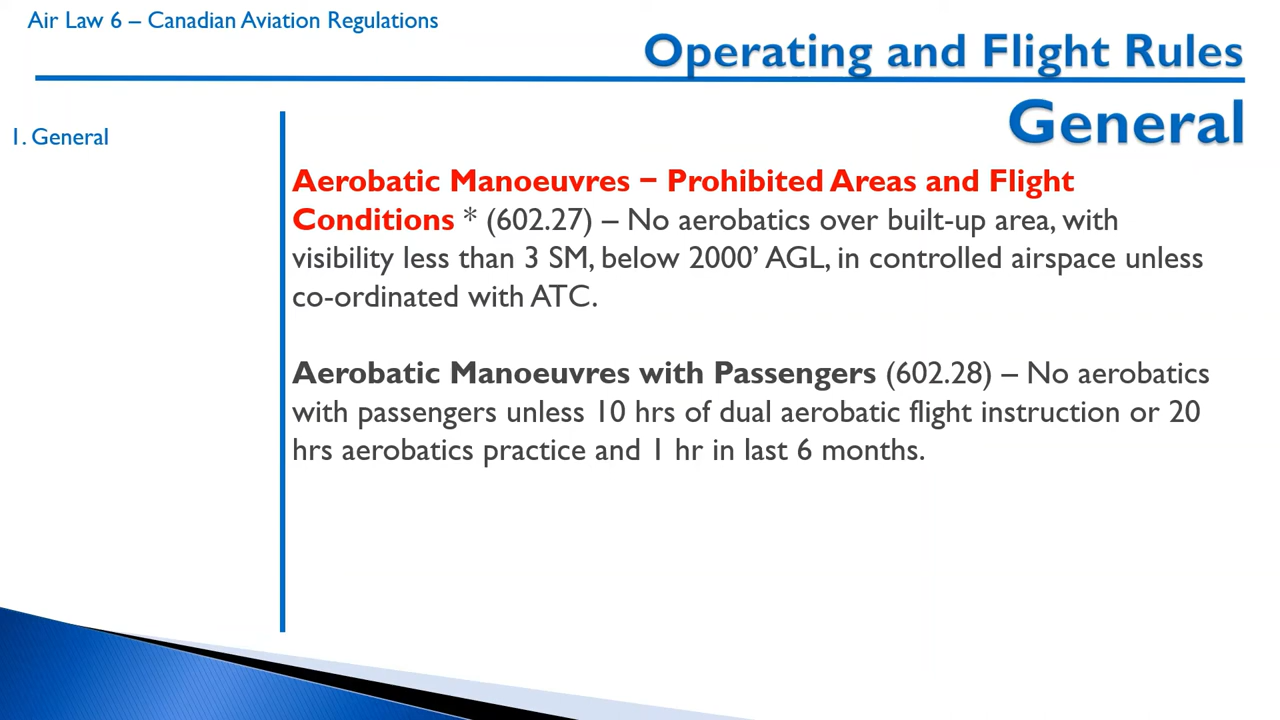 Air Law 6 – Canadian Aviation Regulations
Operating and Flight Rules
General
1. General
Aerobatic Manoeuvres − Prohibited Areas and Flight
Conditions * (602.27) – No aerobatics over built-up area, with
visibility less than 3 SM, below 2000’ AGL, in controlled airspace unless
co-ordinated with ATC.
Aerobatic Manoeuvres with Passengers (602.28) – No aerobatics
with passengers unless 10 hrs of dual aerobatic flight instruction or 20
hrs aerobatics practice and 1 hr in last 6 months.